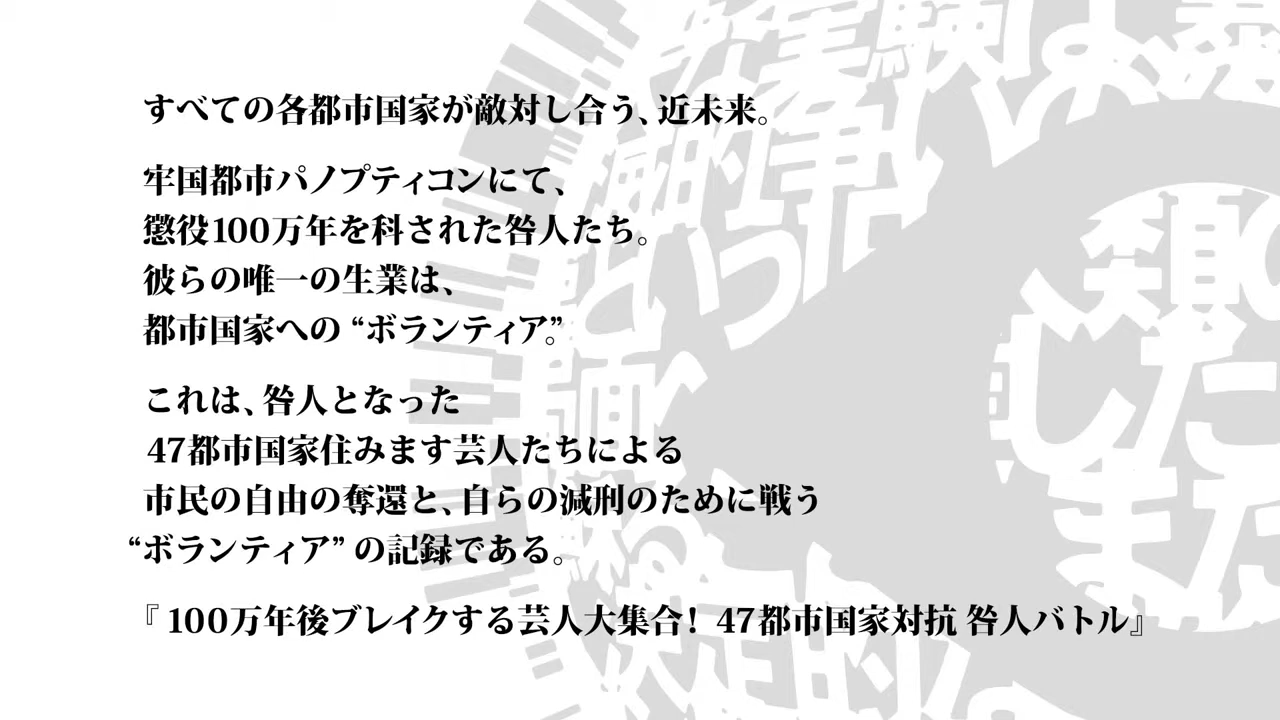 すべての各都市国家が敵対し合う、近未来。
牢国都市パノプティコンにて、
懲役100万年を科された咎人たち。
彼らの唯一の生業は、
都市国家への“ボランティア”。
これは、咎人となった
47都市国家住みます芸人たちによる
市民の自由の奪還と、自らの減刑のために戦う
“ボランティア”の記録である。
『100万年後ブレイクする芸人大集合！ 47都市国家対抗 咎人バトル』